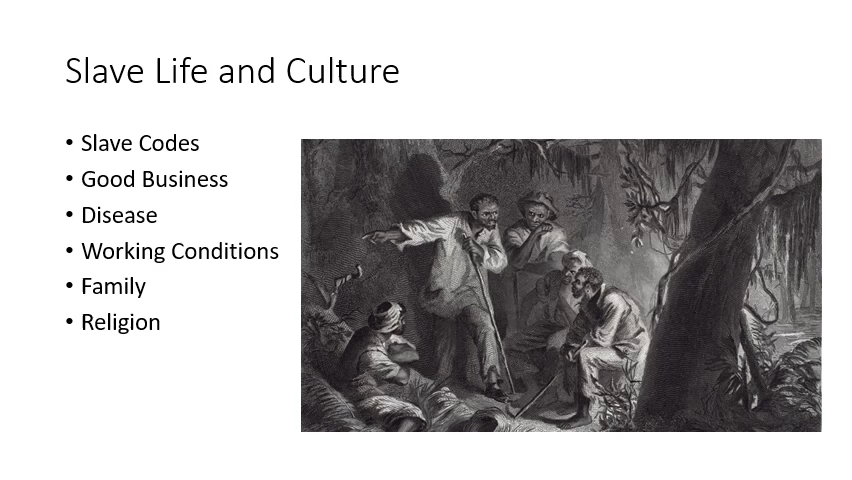 Slave Life and Culture
• Slave Codes
• Good Business
• Disease
• Working Conditions
• Family
• Religion